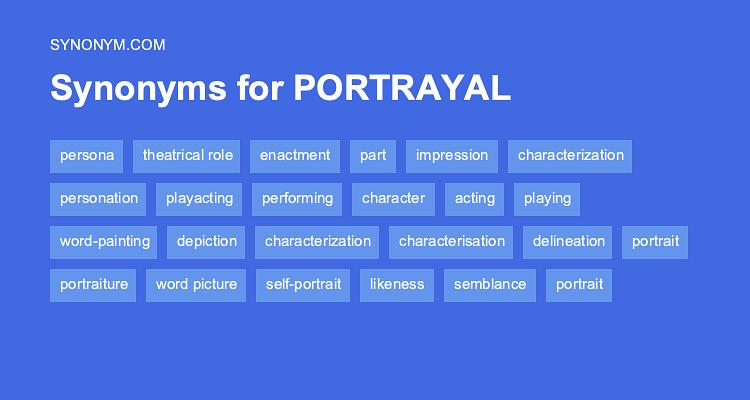 SYNONYM.COM
Synonyms for PORTRAYAL
persona theatrical role enactment part impression characterization
personation playacting performing character acting playing
word-painting depiction characterization characterisation delineation portrait
portraiture word picture self-portrait likeness semblance portrait